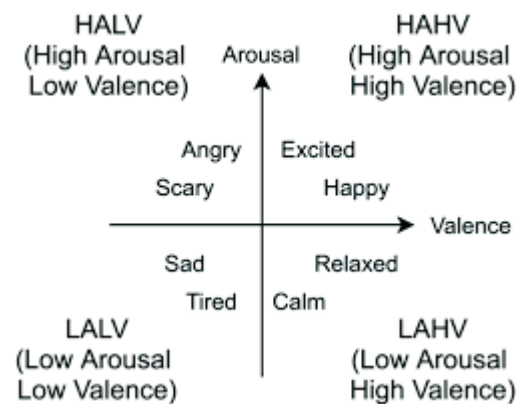 HALV
(High Arousal
Low Valence)
Arousal
HAHV
(High Arousal
High Valence)
Angry
Excited
Scary
Happy
Valence
Sad
Relaxed
Tired
Calm
LALV
(Low Arousal
Low Valence)
LAHV
(Low Arousal
High Valence)